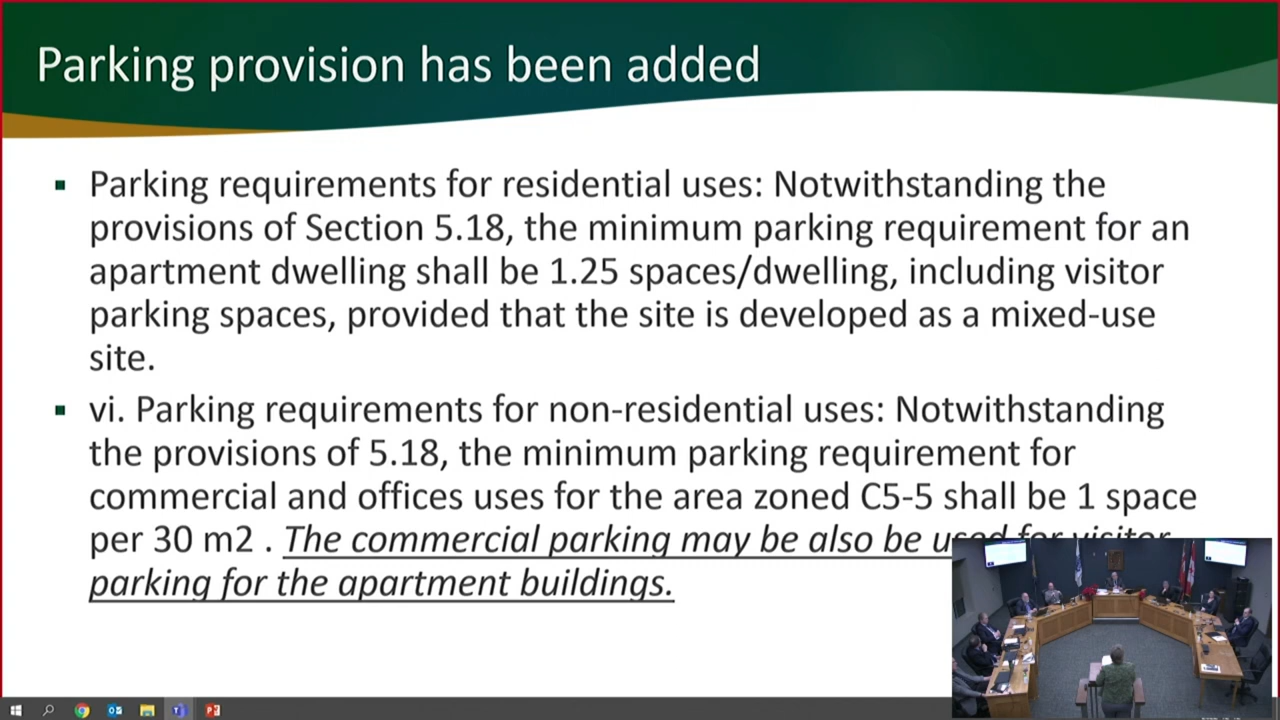 Parking provision has been added
Parking requirements for residential uses: Notwithstanding the
provisions of Section 5.18, the minimum parking requirement for an
apartment dwelling shall be 1.25 spaces/dwelling, including visitor
parking spaces, provided that the site is developed as a mixed-use
site.
vi. Parking requirements for non-residential uses: Notwithstanding
the provisions of 5.18, the minimum parking requirement for
commercial and offices uses for the area zoned C5-5 shall be 1 space
per 30 m2 . The commercial parking may be also be used for visitor
parking for the apartment buildings.